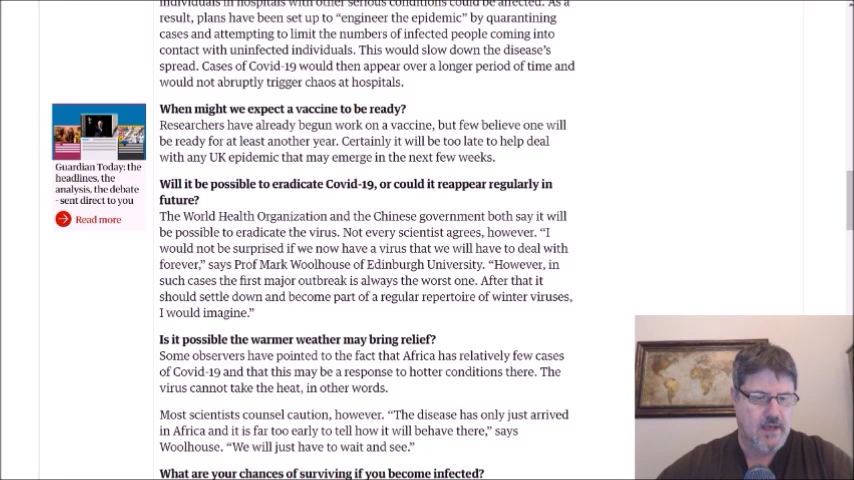 individuals in hospitals with other serious conditions could be affected. As a
result, plans have been set up to “engineer the epidemic” by quarantining
cases and attempting to limit the numbers of infected people coming into
contact with uninfected individuals. This would slow down the disease’s
spread. Cases of Covid-19 would then appear over a longer period of time and
would not abruptly trigger chaos at hospitals.
When might we expect a vaccine to be ready?
Researchers have already begun work on a vaccine, but few believe one will
be ready for at least another year. Certainly it will be too late to help deal
with any UK epidemic that may emerge in the next few weeks.
Guardian Today: the
headlines, the
analysis, the debate
- sent direct to you
Read more
Will it be possible to eradicate Covid-19, or could it reappear regularly in
future?
The World Health Organization and the Chinese government both say it will
be possible to eradicate the virus. Not every scientist agrees, however. “I
would not be surprised if we now have a virus that we will have to deal with
forever,” says Prof Mark Woolhouse of Edinburgh University. “However, in
such cases the first major outbreak is always the worst one. After that it
should settle down and become part of a regular repertoire of winter viruses,
I would imagine.”
Is it possible the warmer weather may bring relief?
Some observers have pointed to the fact that Africa has relatively few cases
of Covid-19 and that this may be a response to hotter conditions there. The
virus cannot take the heat, in other words.
Most scientists counsel caution, however. “The disease has only just arrived
in Africa and it is far too early to tell how it will behave there,” says
Woolhouse. “We will just have to wait and see.”
What are your chances of surviving if you become infected?